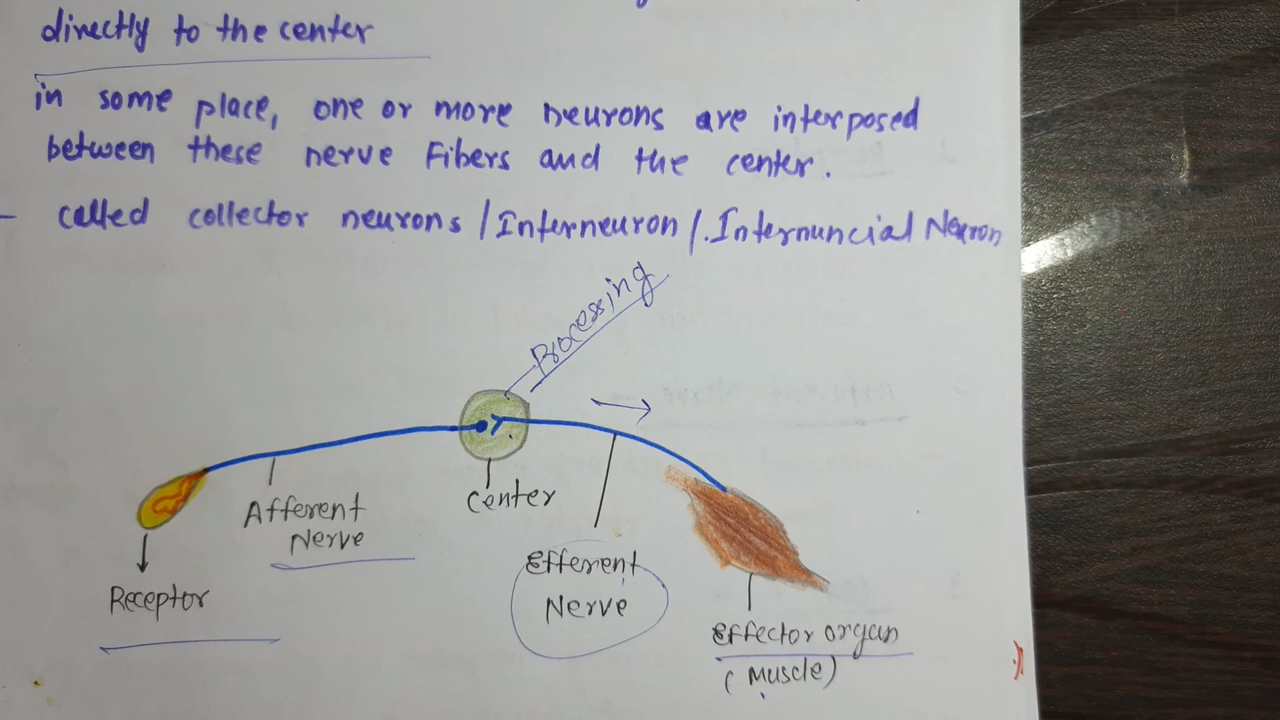 directly to the center
in some place, one or more neurons are interposed
between these nerve Fibers and the center.
- called collector neurons / Interneuron /. Internuncial Neuron
Processing
Afferent
Nerve
center
Receptor
Efferent
Nerve
Effector organ
(Muscle)